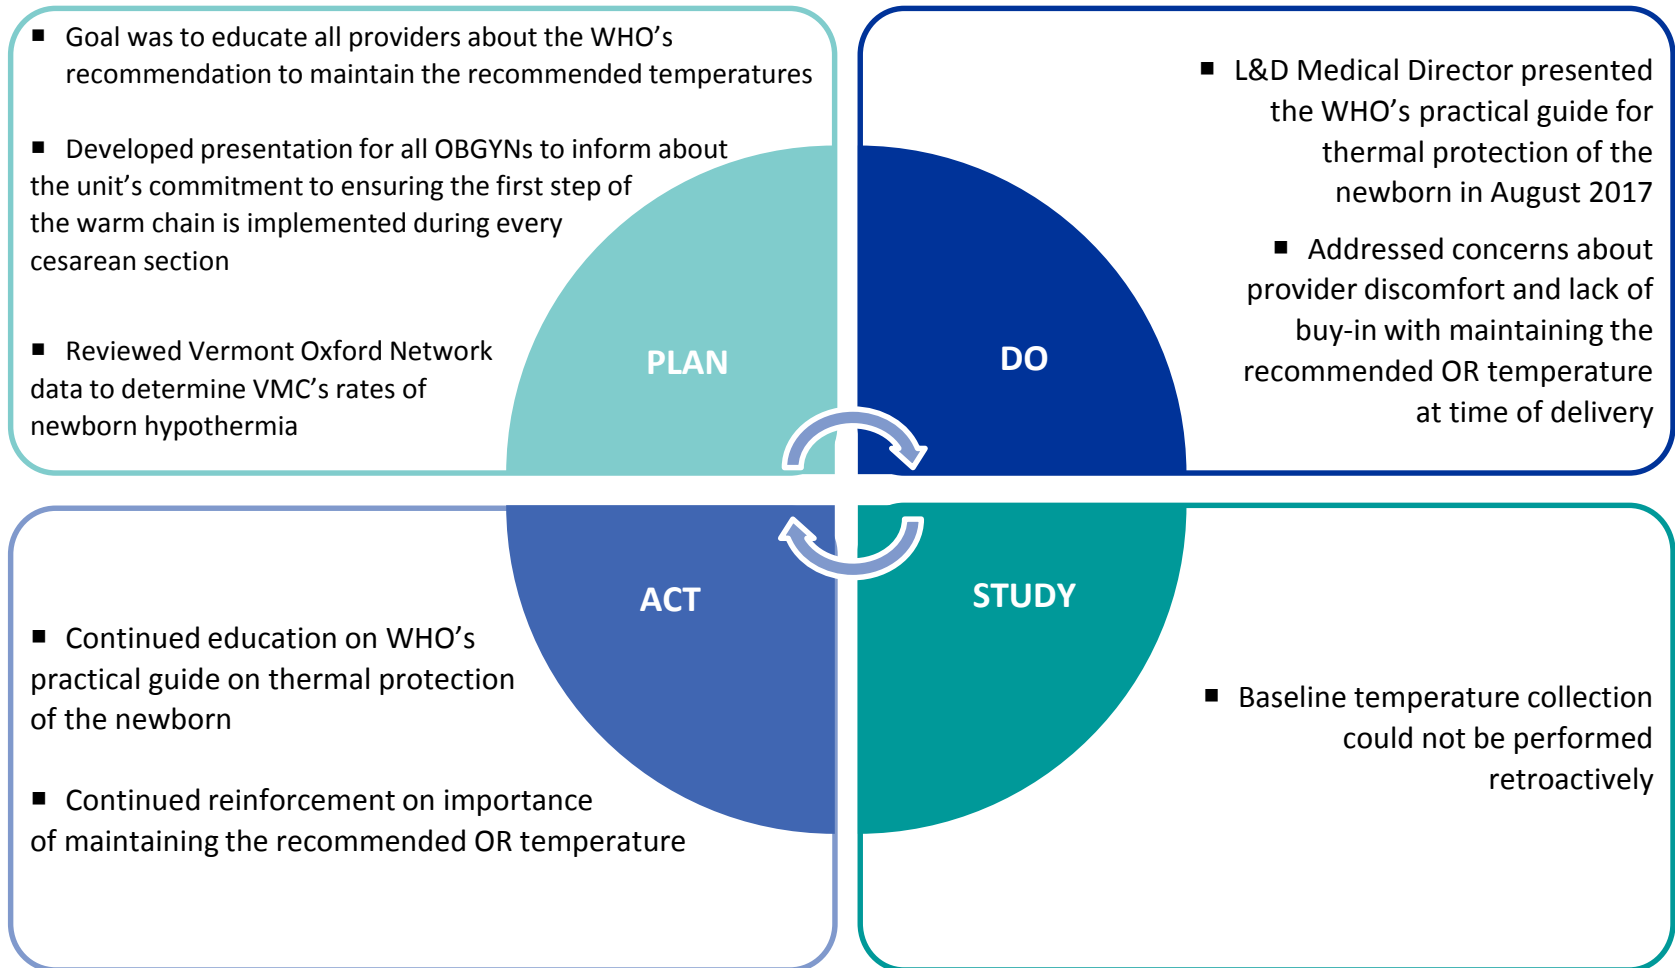 ▪ Goal was to educate all providers about the WHO’s
recommendation to maintain the recommended temperatures
▪ Developed presentation for all OBGYNs to inform about
the unit’s commitment to ensuring the first step of
the warm chain is implemented during every
cesarean section
▪ Reviewed Vermont Oxford Network
data to determine VMC’s rates of
newborn hypothermia
PLAN
▪ L&D Medical Director presented
the WHO’s practical guide for
thermal protection of the
newborn in August 2017
▪ Addressed concerns about
provider discomfort and lack of
buy-in with maintaining the
recommended OR temperature
at time of delivery
DO
ACT
▪ Continued education on WHO’s
practical guide on thermal protection
of the newborn
▪ Continued reinforcement on importance
of maintaining the recommended OR temperature
STUDY
▪ Baseline temperature collection
could not be performed
retroactively